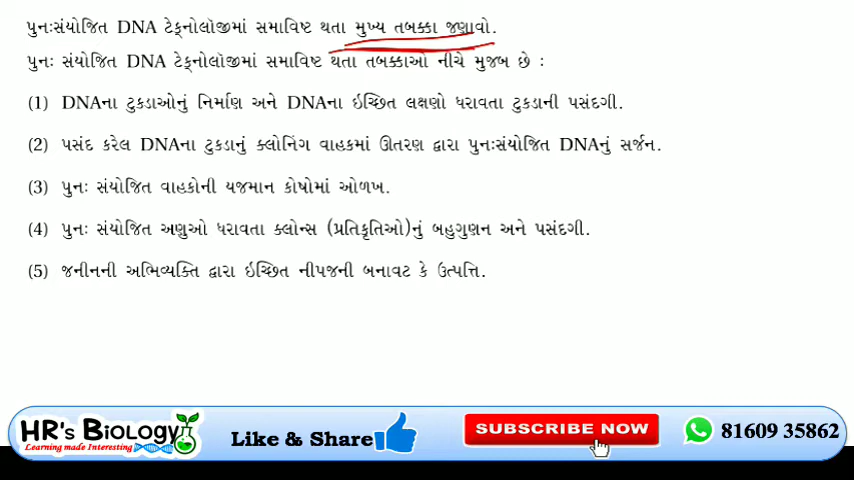 પુનઃસંયોજિત DNA ટેક્નોલૉજીમાં સમાવિષ્ટ થતા મુખ્ય તબક્કા જણાવો.
પુનઃ સંયોજિત DNA ટેક્નોલૉજીમાં સમાવિષ્ટ થતા તબક્કાઓ નીચે મુજબ છે :
(1) DNAના ટુકડાઓનું નિર્માણ અને DNAના ઇચ્છિત લક્ષણો ધરાવતા ટુકડાની પસંદગી.
(2) પસંદ કરેલ DNAના ટુકડાનું ક્લોનિંગ વાહકમાં ઊતરણ દ્વારા પુનઃસંયોજિત DNAનું સર્જન.
(3) પુનઃ સંયોજિત વાહકોની યજમાન કોષોમાં ઓળખ.
(4) પુનઃ સંયોજિત અણુઓ ધરાવતા ક્લોન્સ (પ્રતિકૃતિઓ)નું બહુગુણન અને પસંદગી.
(5) જનીનની અભિવ્યક્તિ દ્વારા ઇચ્છિત નીપજની બનાવટ કે ઉત્પત્તિ.
HR's BIOLOGY
Learning made Interesting
Like & Share
SUBSCRIBE NOW
81609 35862